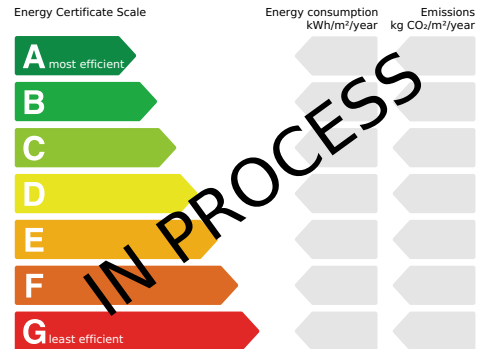 Energy Certificate Scale
Energy consumption
kWh/m²/year
Emissions
kg CO₂/m²/year
A most efficient
B
C
D
E
F
G least efficient
IN PROCESS